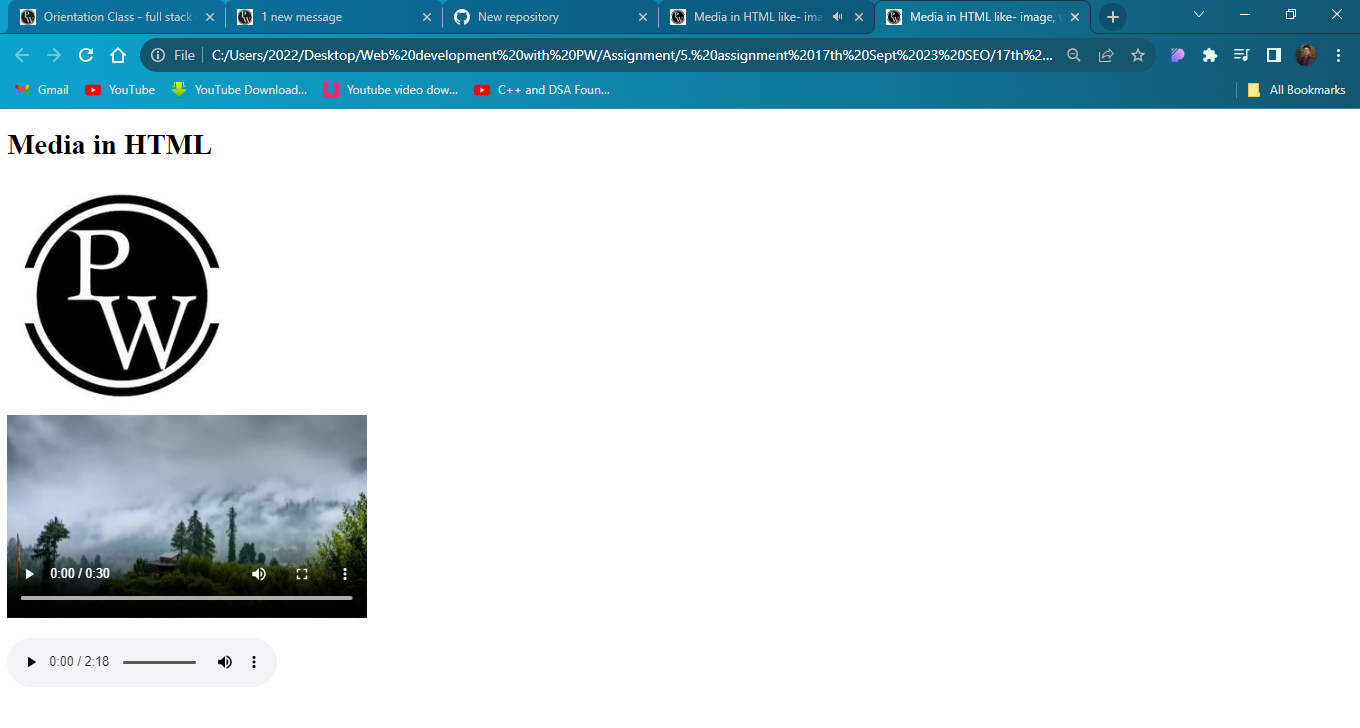 Orientation Class - full stack
1 new message
New repository
Media in HTML like- ima
Media in HTML like- image,
File
C:/Users/2022/Desktop/Web%20development%20with%20PW/Assignment/5.%20assignment%2017th%20Sept%2023%20SEO/17th%2...
Gmail
YouTube
YouTube Download...
Youtube video dow...
C++ and DSA Foun...
All Bookmarks
Media in HTML
P
W
0:00 / 0:30
0:00 / 2:18